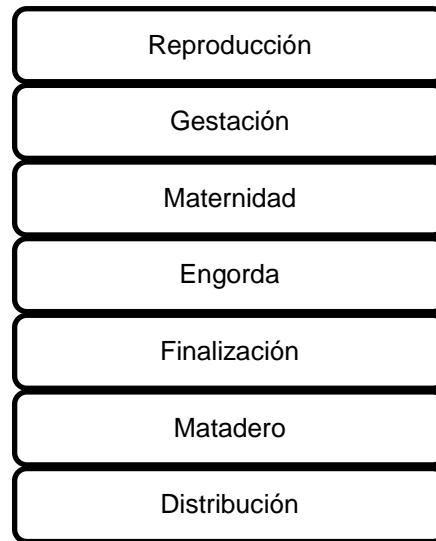 Reproducción
Gestación
Maternidad
Engorda
Finalización
Matadero
Distribución